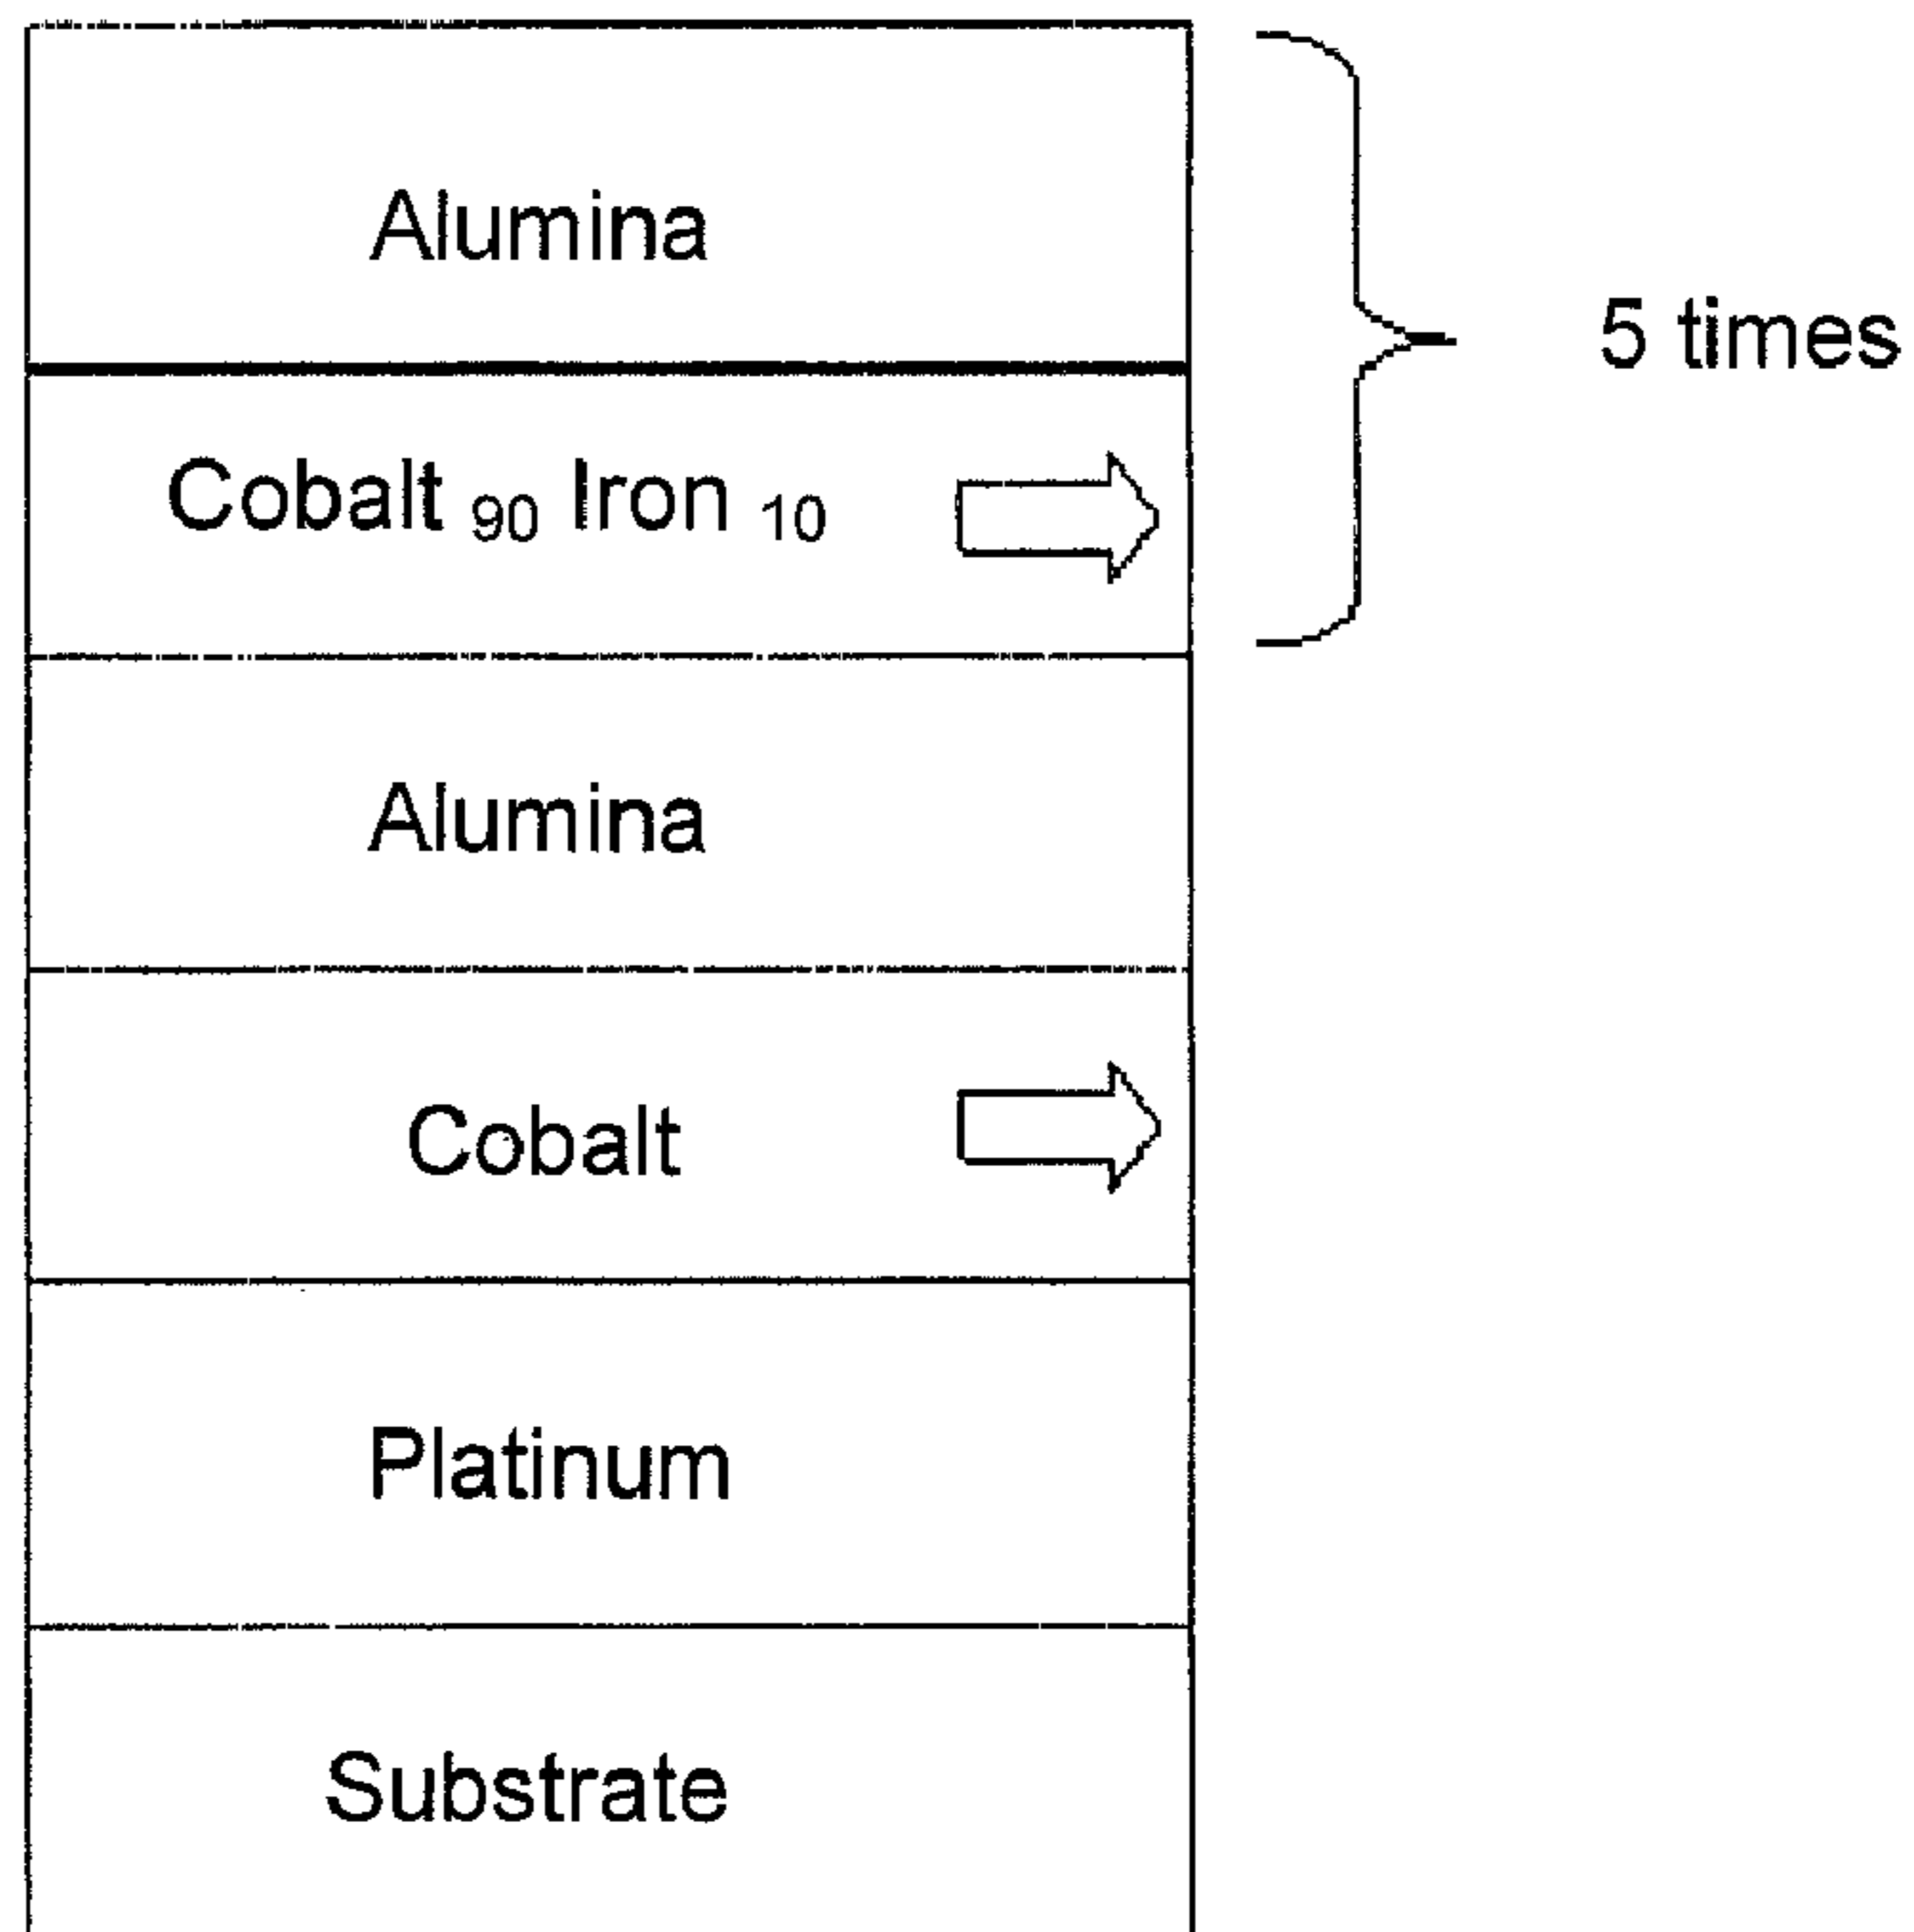 Alumina
5 times
Cobalt 90 Iron 10
Alumina
Cobalt
Platinum
Substrate